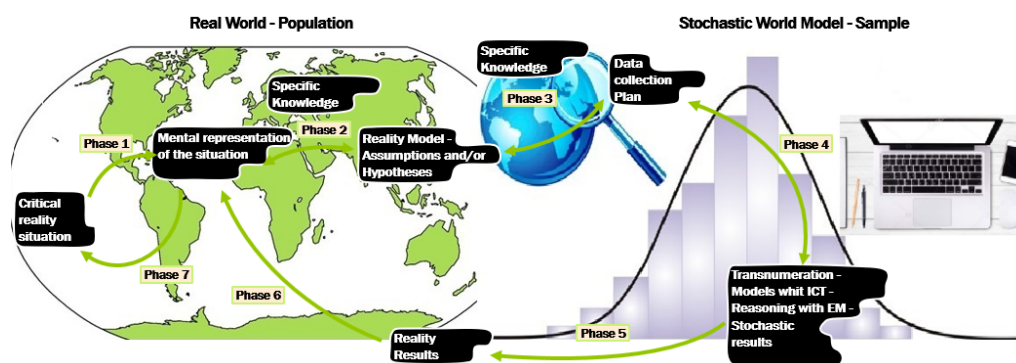 Real World - Population
Stochastic World Model - Sample
Specific
Knowledge
Specific
Knowledge
Data
collection
Plan
Phase 3
Phase 2
Phase 1
Mental representation
of the situation
Reality Model -
Assumptions and/or
Hypotheses
Phase 4
Critical
reality
situation
Phase 7
Phase 6
Transnumeration -
Models whit ICT -
Reasoning with EM -
Stochastic
results
Phase 5
Reality
Results